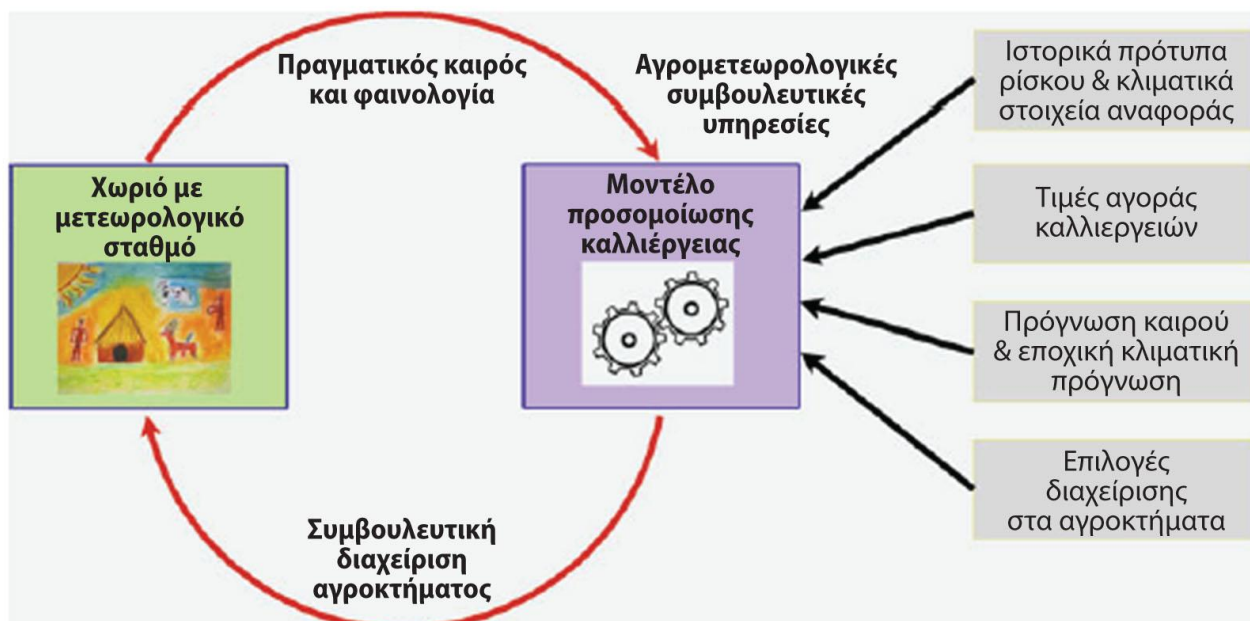 Πραγματικός καιρός
και φαινολογία
Αγρομετεωρολογικές
συμβουλευτικές
υπηρεσίες
Χωριό με
μετεωρολογικό
σταθμό
Μοντέλο
προσομοίωσης
καλλιέργειας
Συμβουλευτική
διαχείριση
αγροκτήματος
Ιστορικά πρότυπα
ρίσκου & κλιματικά
στοιχεία αναφοράς
Τιμές αγοράς
καλλιεργειών
Πρόγνωση καιρού
& εποχική κλιματική
πρόγνωση
Επιλογές
διαχείρισης
στα αγροκτήματα